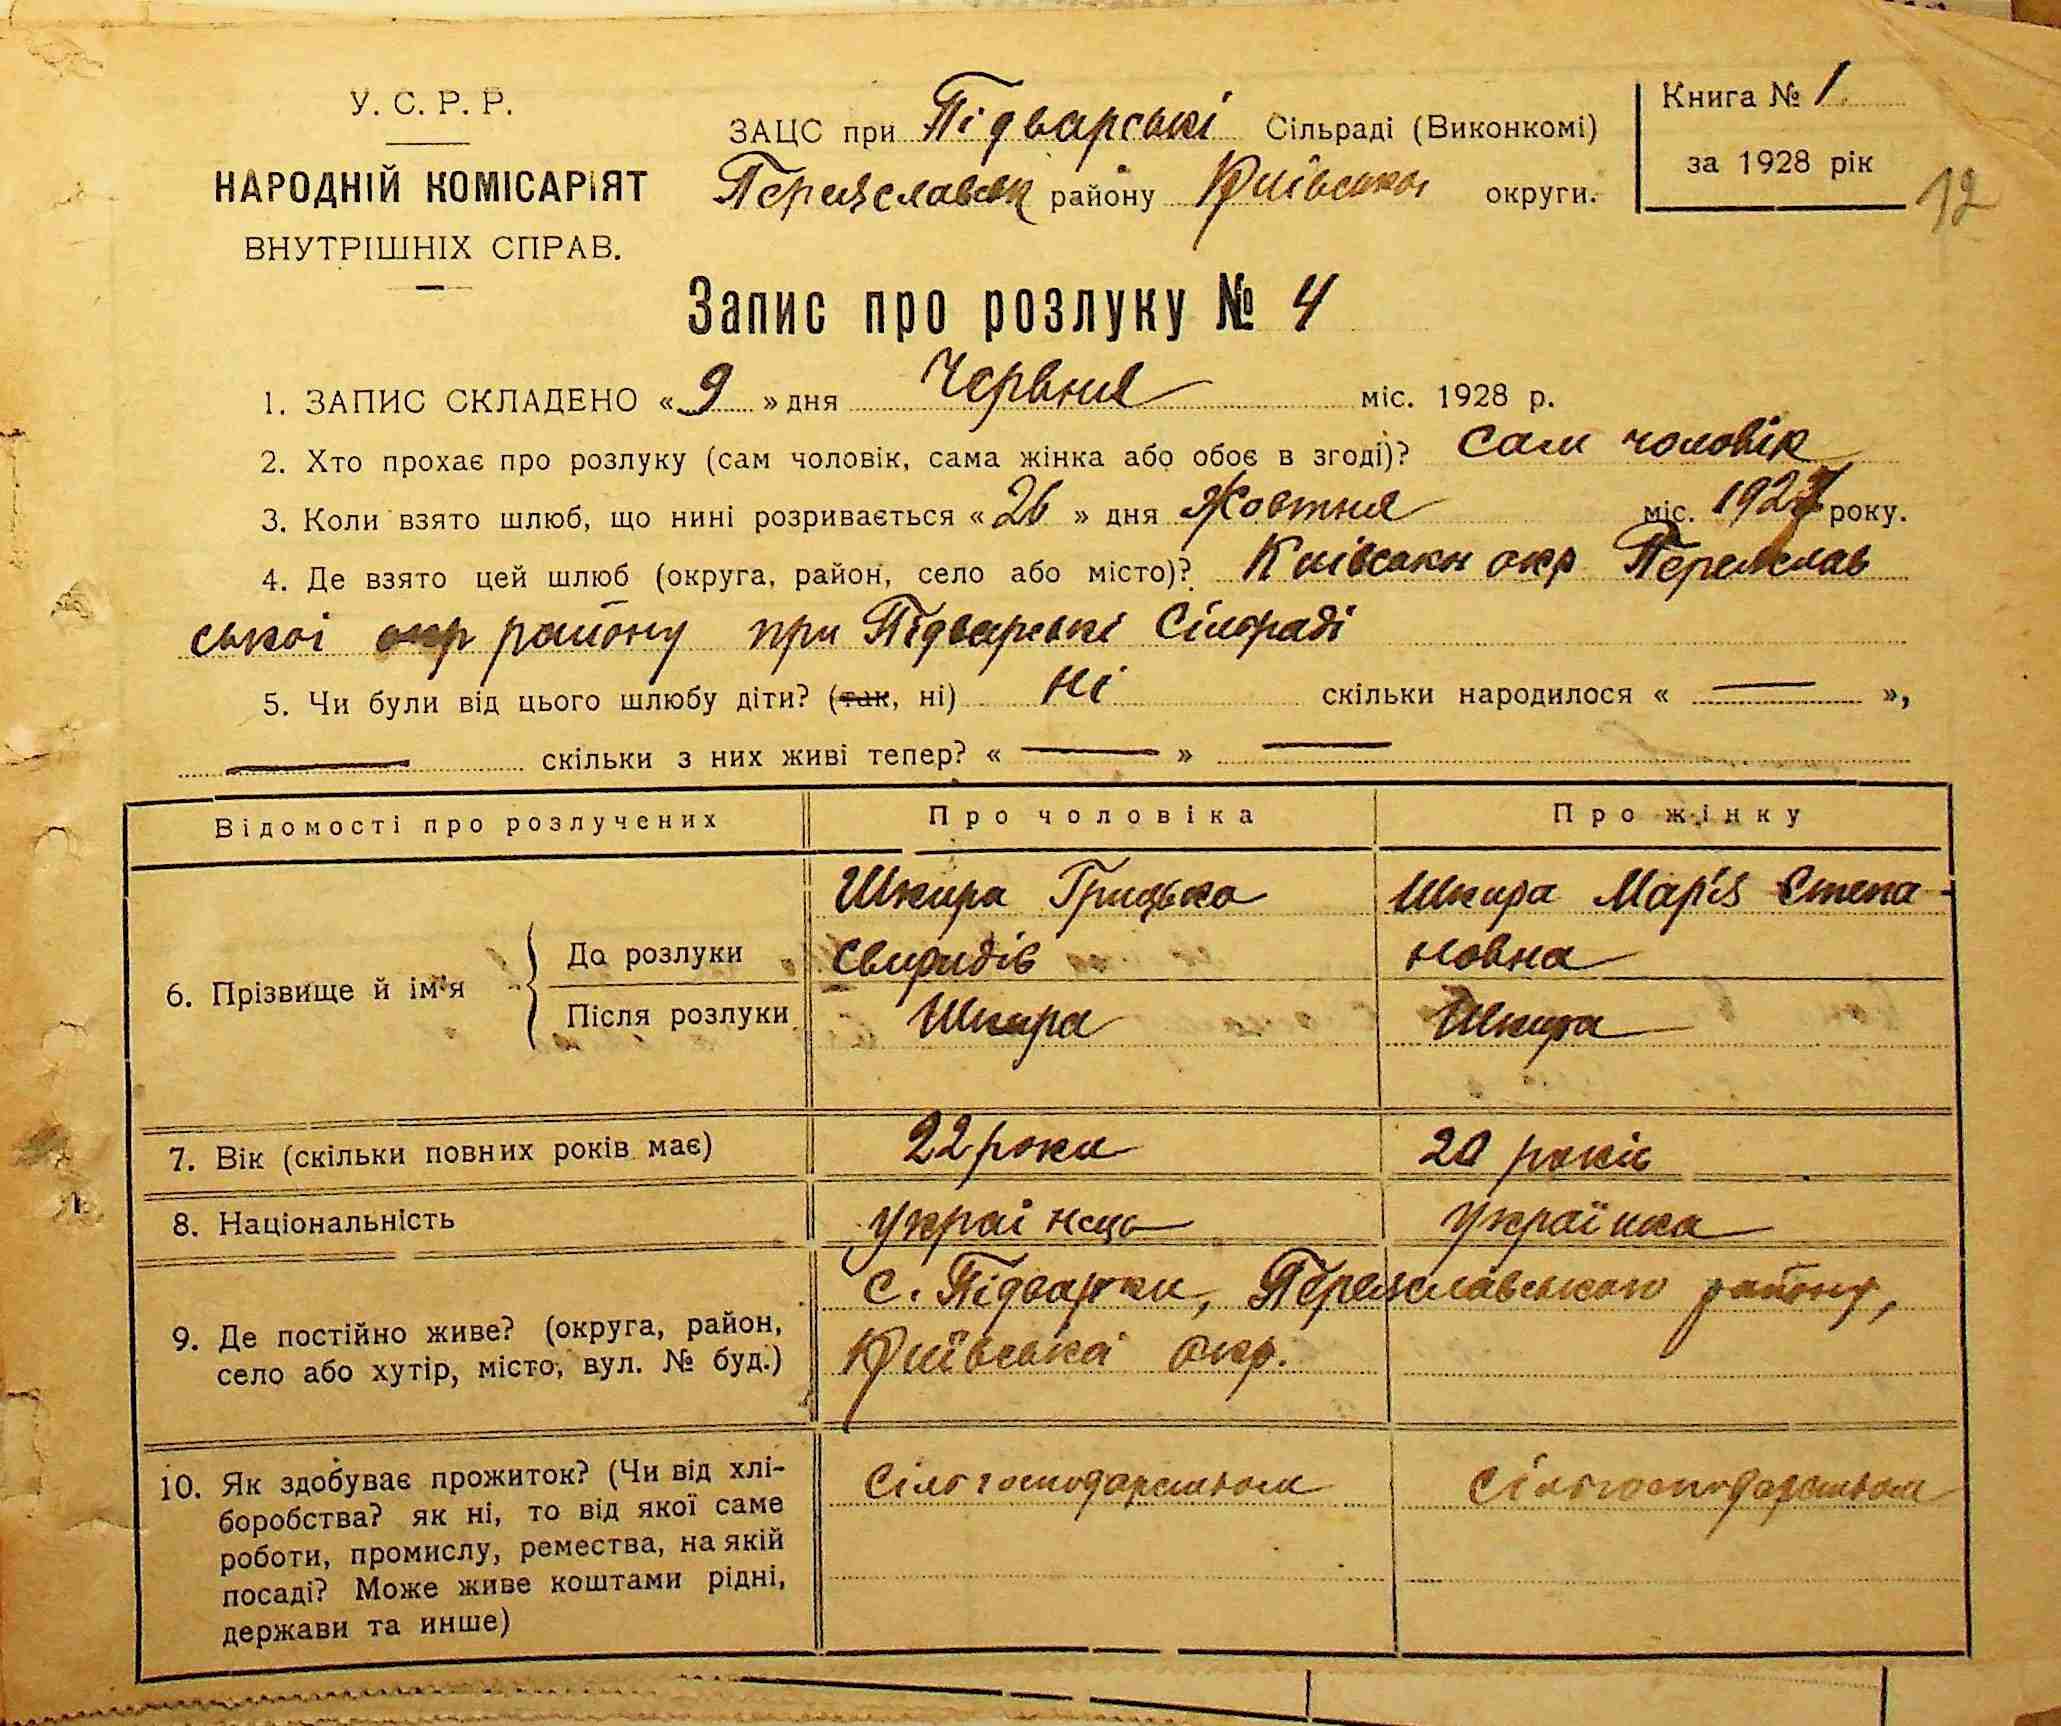 У. С. Р. Р.
НАРОДНІЙ КОМІСАРІЯТ
ВНУТРІШНІХ СПРАВ.
ЗАЦС при Підварські Сільраді (Виконкомі)
Переяславськ району Київської округи.
Книга № 1
за 1928 рік
12
Запис про розлуку № 4
1. ЗАПИС СКЛАДЕНО «9» дня Червня міс. 1928 р.
2. Хто прохає про розлуку (сам чоловік, сама жінка або обоє в згоді)? Сам чоловік
3. Коли взято шлюб, що нині розривається «26» дня Жовтня міс. 1927 року.
4. Де взято цей шлюб (округа, район, село або місто)? Київськи окр Переяслав
ської окр району при Підварські Сільраді
5. Чи були від цього шлюбу діти? (так, ні) ні скільки народилося « — »,
— скільки з них живі тепер? « — » —
Відомості про розлучених Про чоловіка Про жінку
6. Прізвище й ім'я
До розлуки Шкира Грицько Шкира Марія Степа-
Свиридів новна
Після розлуки Шкира Шкира
7. Вік (скільки повних років має) 22 роки 20 років
8. Національність Українець Українка
9. Де постійно живе? (округа, район,
село або хутір, місто, вул. № буд.)
с. Підварки, Переяславського району,
Київська окр.
10. Як здобуває прожиток? (Чи від хлі-
боробства? як ні, то від якої саме
роботи, промислу, ремества, на якій
посаді? Може живе коштами рідні,
держави та инше)
Сільгосподарством Сільгосподарством